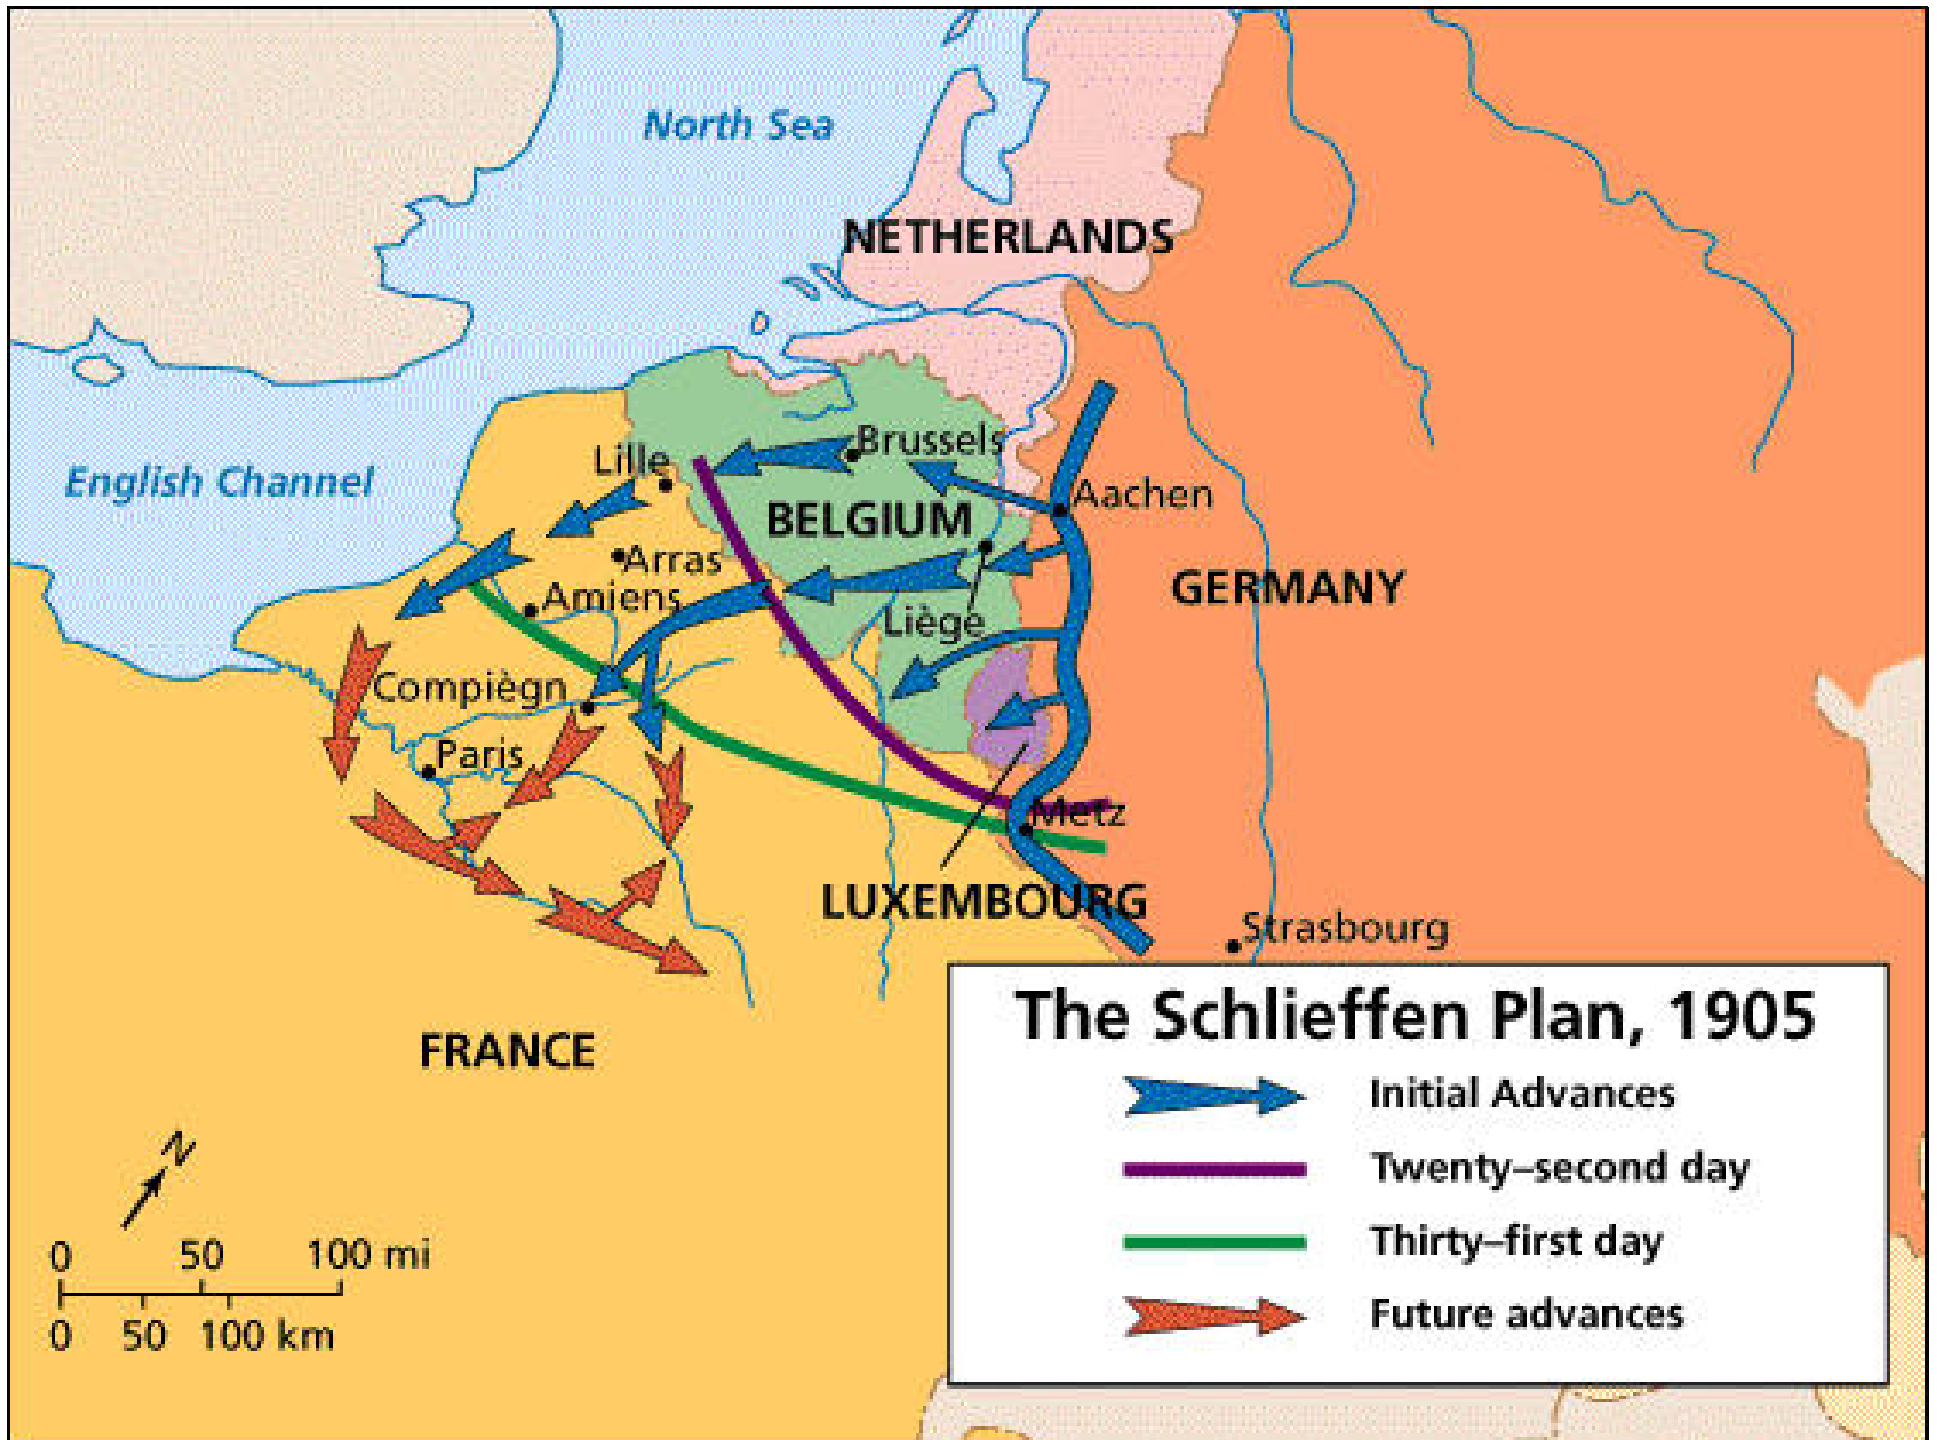 North Sea
NETHERLANDS
English Channel
Lille
Brussels
Aachen
BELGIUM
Arras
GERMANY
Amiens
Liège
Compiègn
Paris
Metz
LUXEMBOURG
Strasbourg
FRANCE
N
0 50 100 mi
0 50 100 km
The Schlieffen Plan, 1905
Initial Advances
Twenty–second day
Thirty–first day
Future advances